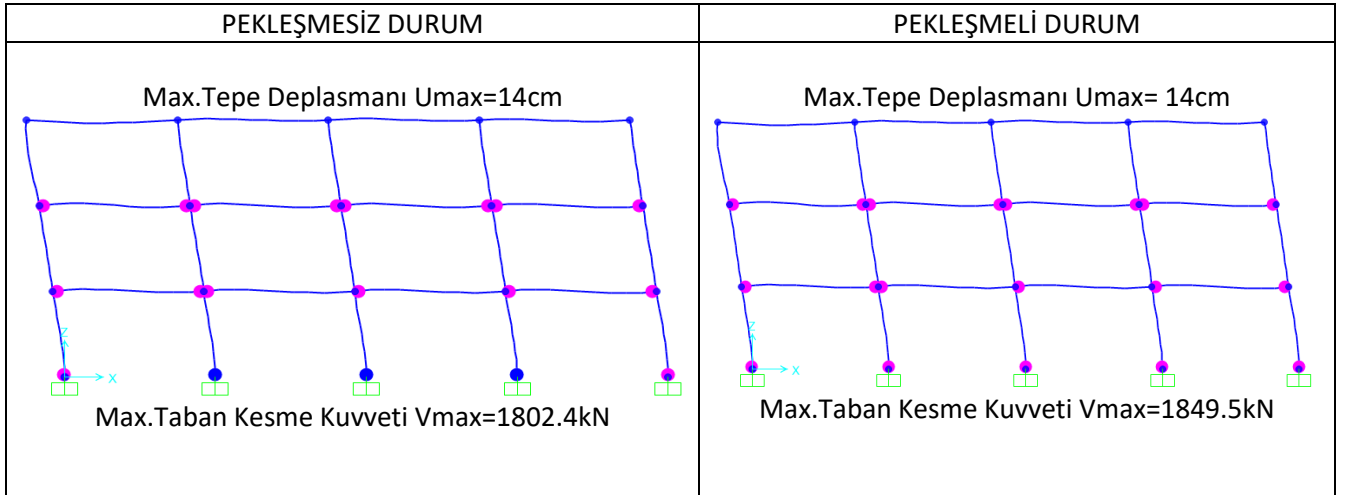 PEKLEŞMESİZ DURUM
PEKLEŞMELİ DURUM
Max.Tepe Deplasmanı Umax=14cm
Max.Tepe Deplasmanı Umax= 14cm
Z
X
Z
X
Max.Taban Kesme Kuvveti Vmax=1802.4kN
Max.Taban Kesme Kuvveti Vmax=1849.5kN